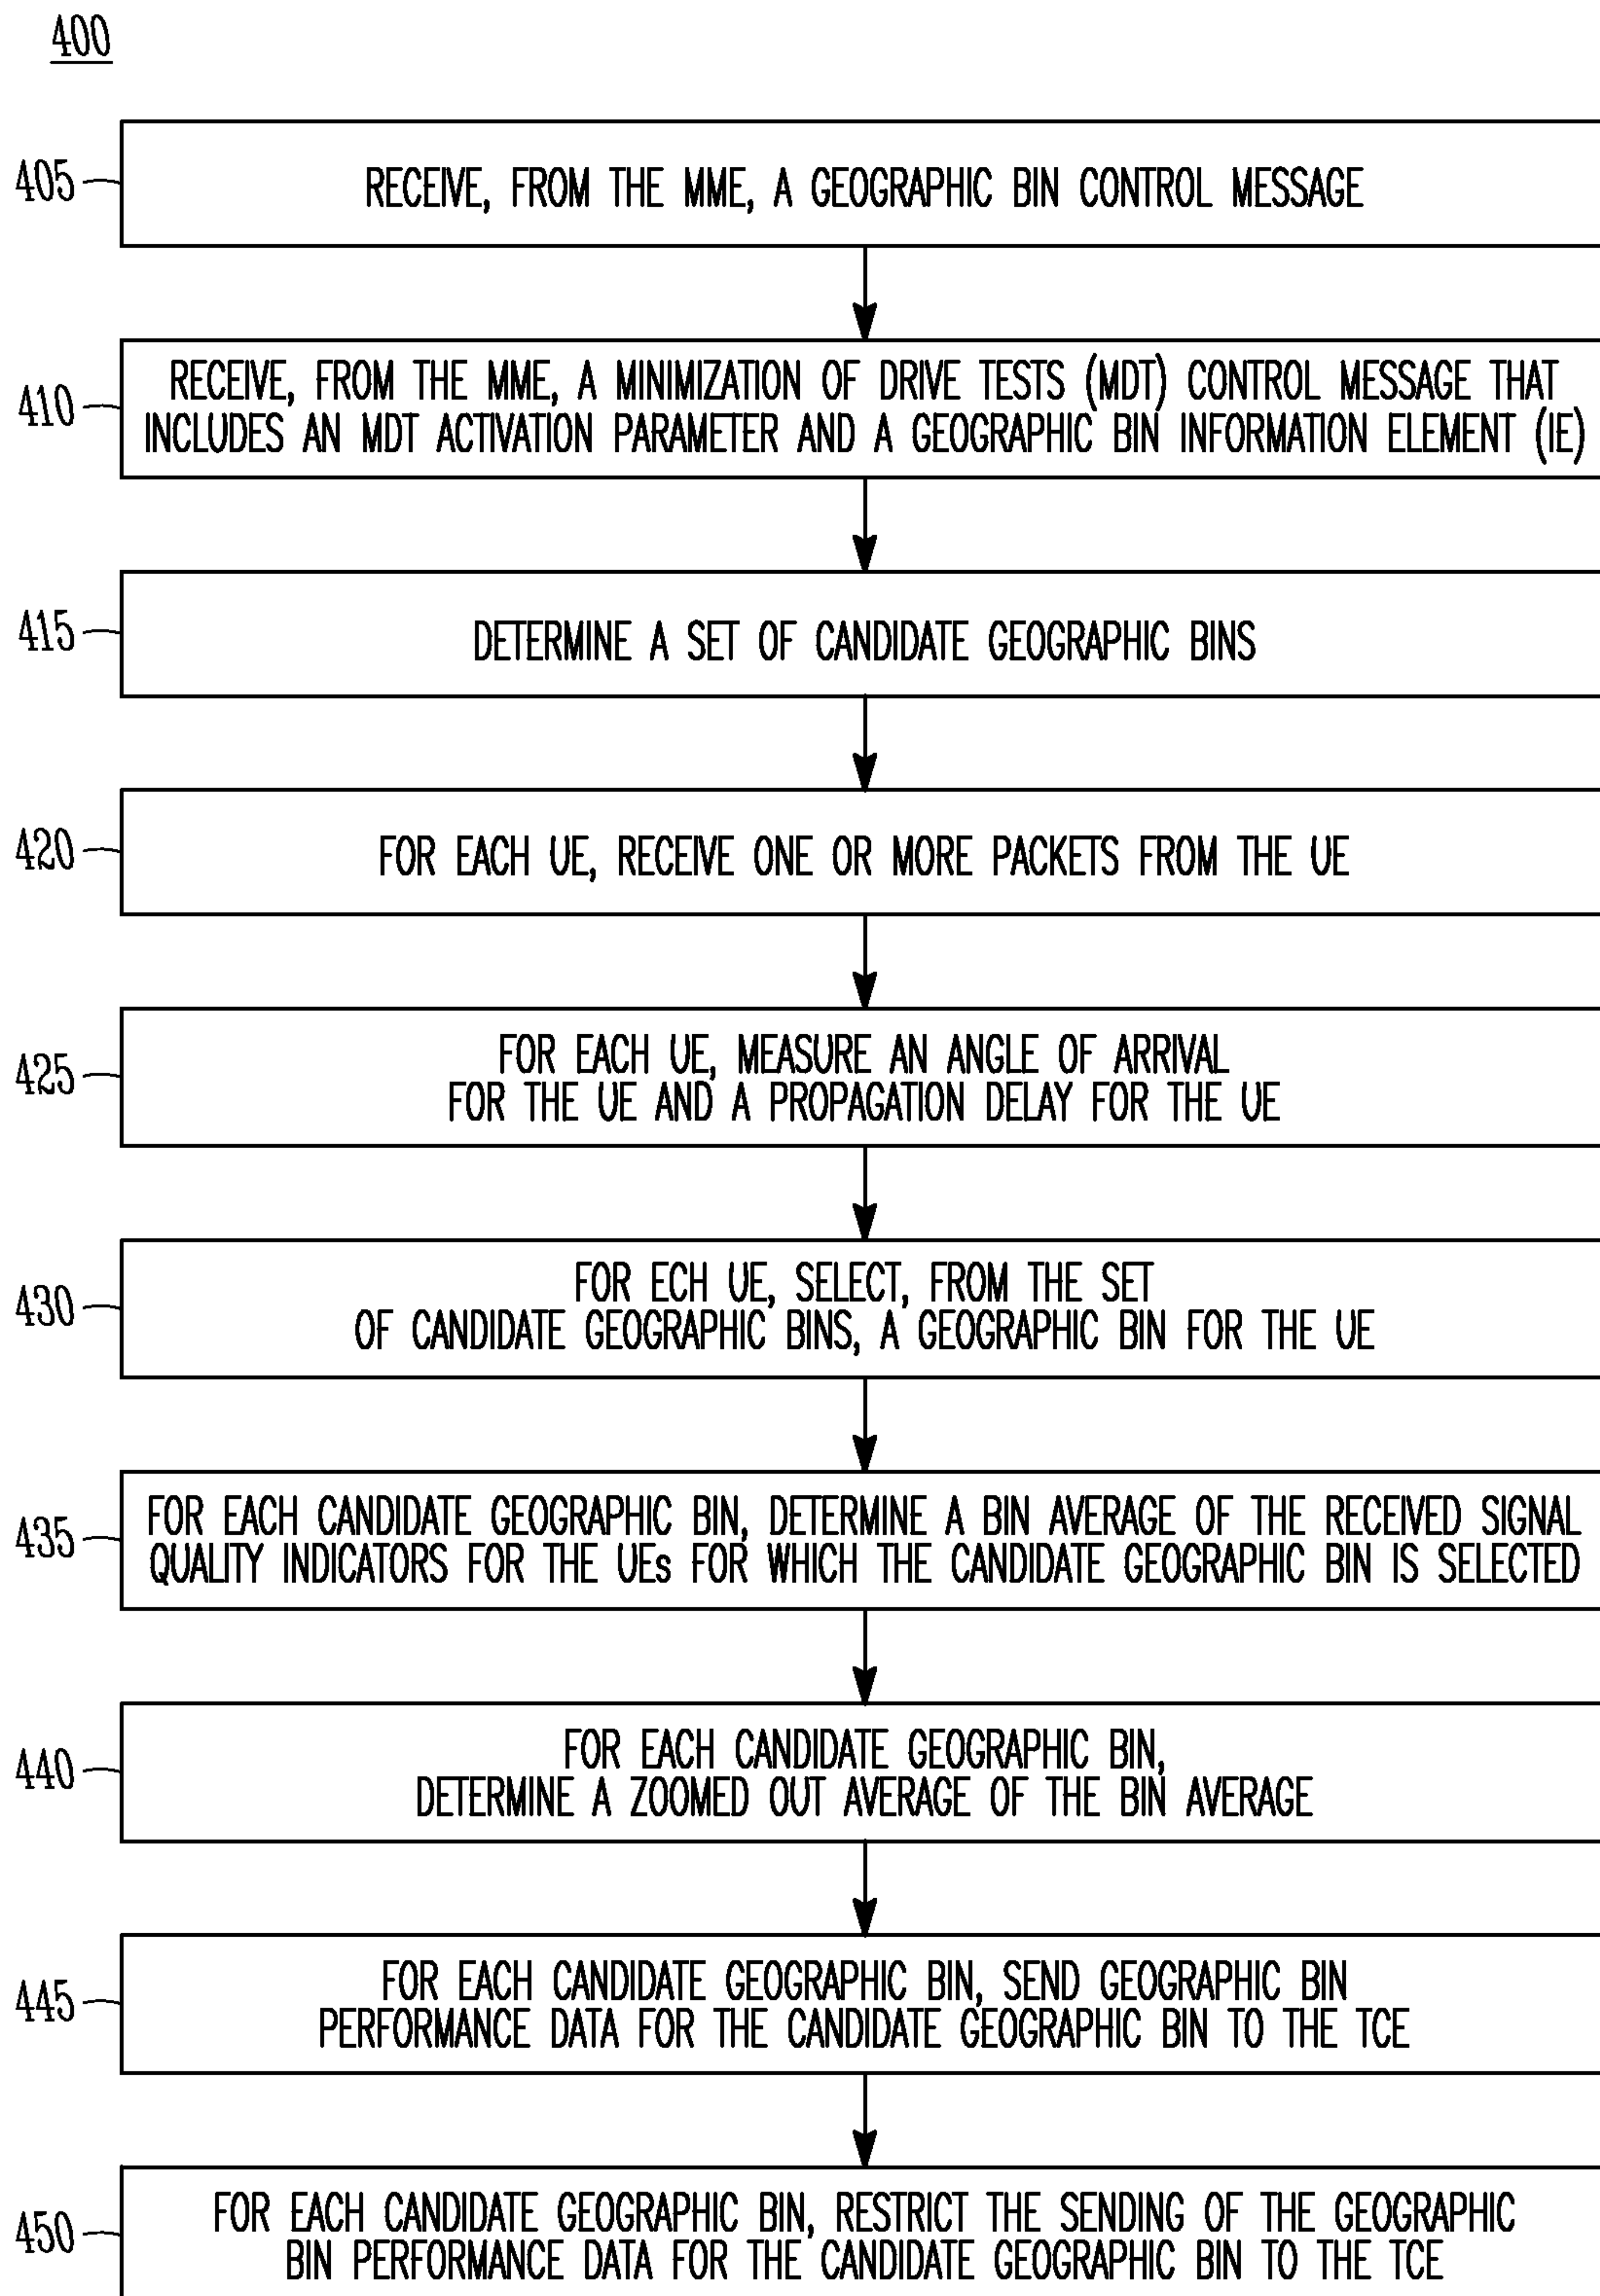 400
405
RECEIVE, FROM THE MME, A GEOGRAPHIC BIN CONTROL MESSAGE
410
RECEIVE, FROM THE MME, A MINIMIZATION OF DRIVE TESTS (MDT) CONTROL MESSAGE THAT
INCLUDES AN MDT ACTIVATION PARAMETER AND A GEOGRAPHIC BIN INFORMATION ELEMENT (IE)
415
DETERMINE A SET OF CANDIDATE GEOGRAPHIC BINS
420
FOR EACH UE, RECEIVE ONE OR MORE PACKETS FROM THE UE
425
FOR EACH UE, MEASURE AN ANGLE OF ARRIVAL
FOR THE UE AND A PROPAGATION DELAY FOR THE UE
430
FOR ECH UE, SELECT, FROM THE SET
OF CANDIDATE GEOGRAPHIC BINS, A GEOGRAPHIC BIN FOR THE UE
435
FOR EACH CANDIDATE GEOGRAPHIC BIN, DETERMINE A BIN AVERAGE OF THE RECEIVED SIGNAL
QUALITY INDICATORS FOR THE UEs FOR WHICH THE CANDIDATE GEOGRAPHIC BIN IS SELECTED
440
FOR EACH CANDIDATE GEOGRAPHIC BIN,
DETERMINE A ZOOMED OUT AVERAGE OF THE BIN AVERAGE
445
FOR EACH CANDIDATE GEOGRAPHIC BIN, SEND GEOGRAPHIC BIN
PERFORMANCE DATA FOR THE CANDIDATE GEOGRAPHIC BIN TO THE TCE
450
FOR EACH CANDIDATE GEOGRAPHIC BIN, RESTRICT THE SENDING OF THE GEOGRAPHIC
BIN PERFORMANCE DATA FOR THE CANDIDATE GEOGRAPHIC BIN TO THE TCE